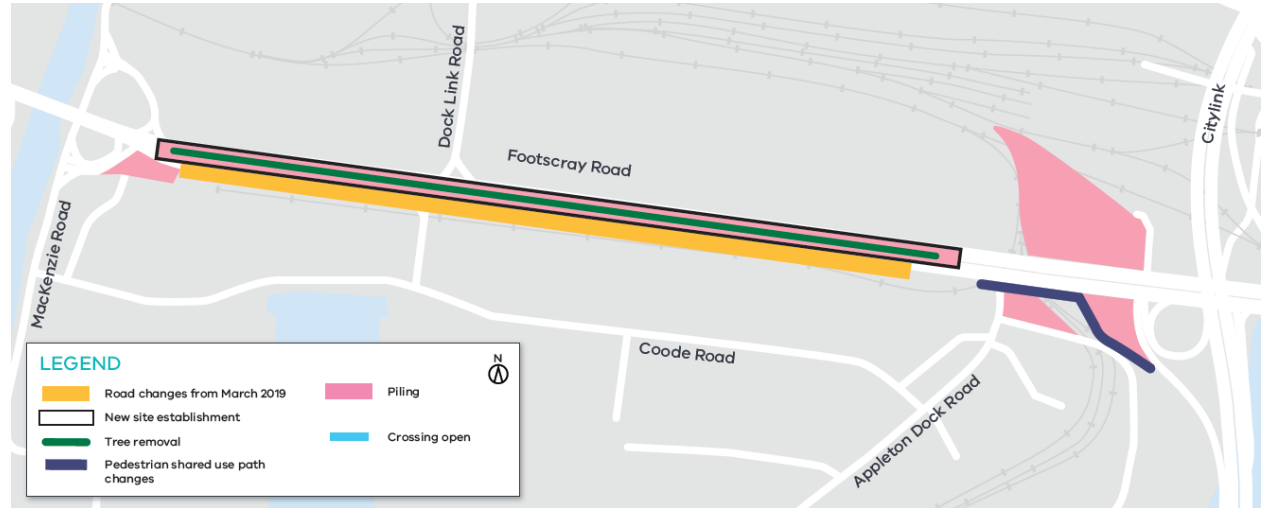 Dock Link Road
Citylink
Footscray Road
MacKenzie Road
Coode Road
Appleton Dock Road
LEGEND
N
Road changes from March 2019
Piling
New site establishment
Tree removal
Crossing open
Pedestrian shared use path
changes